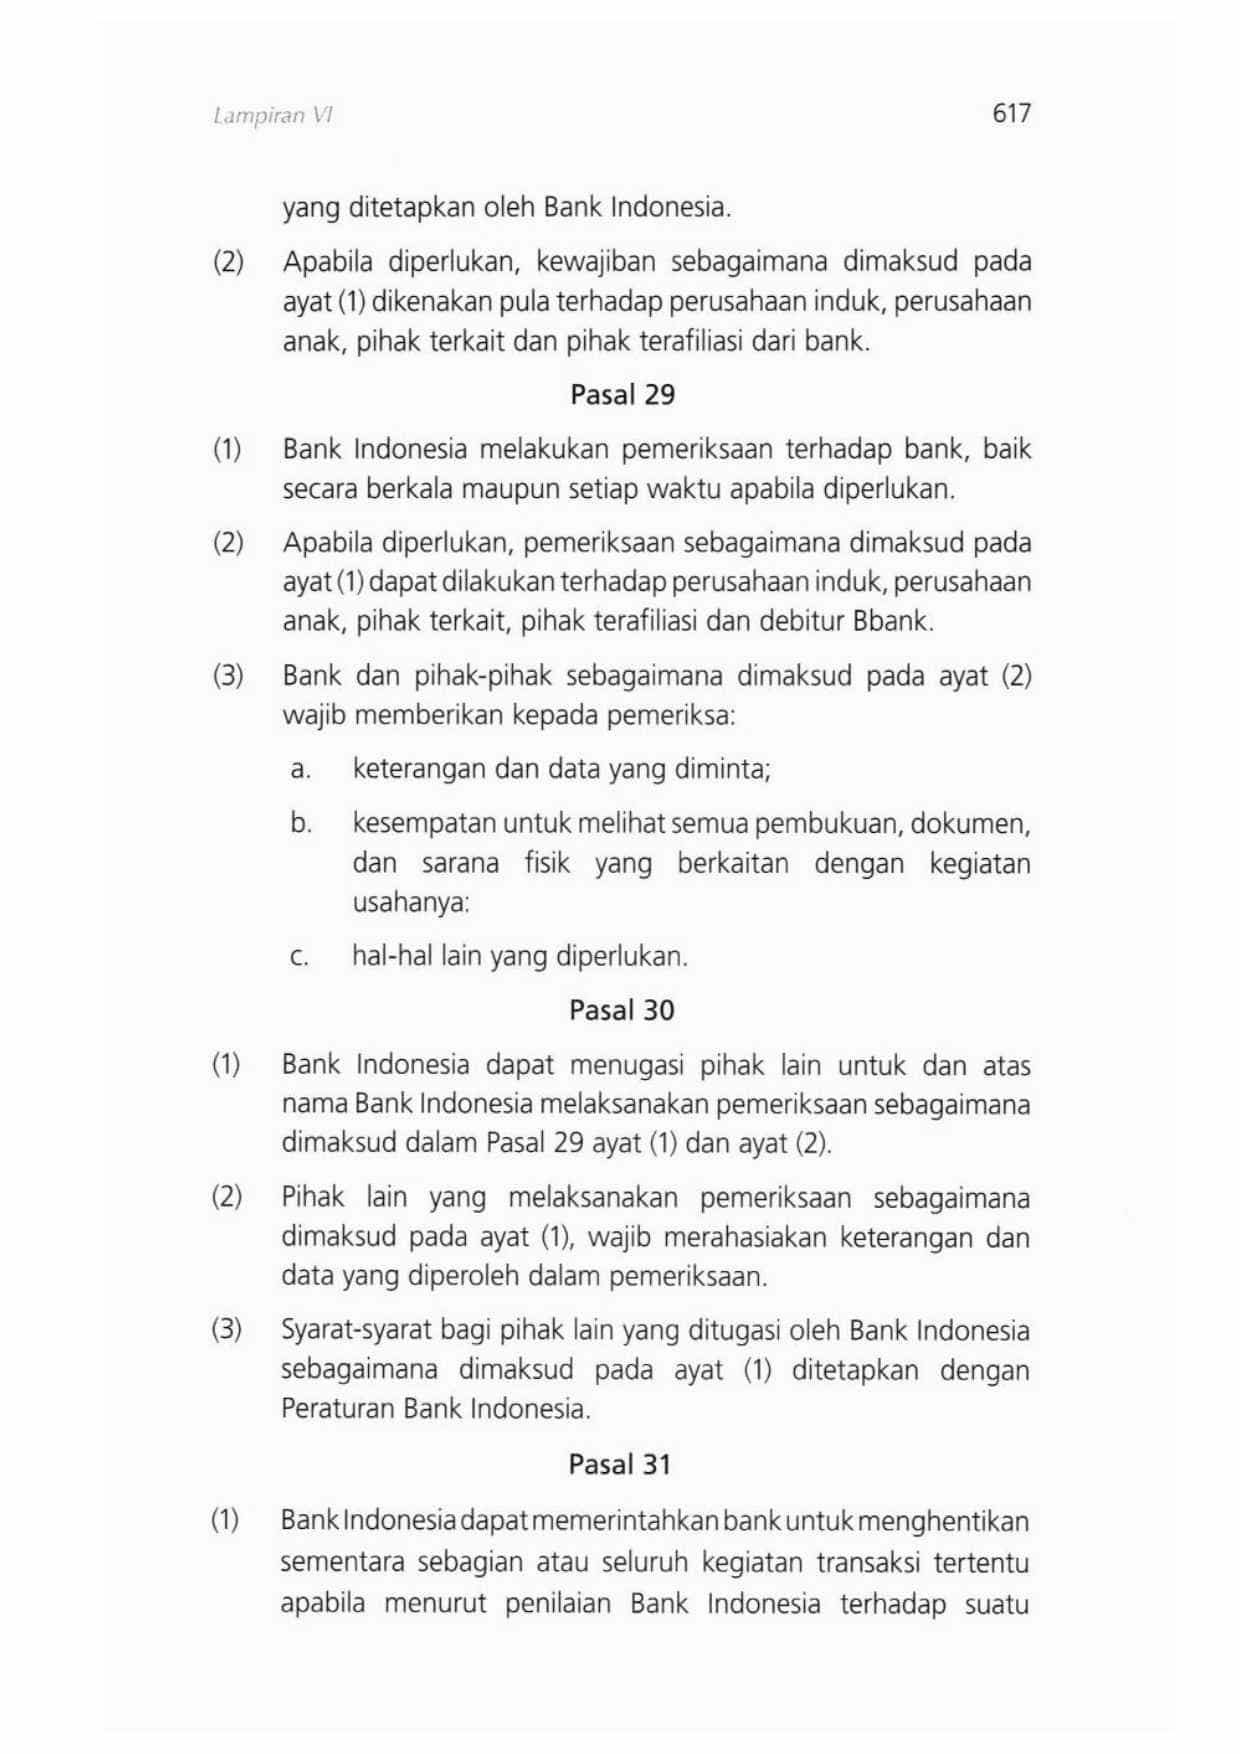 Lampiran VI 617
yang ditetapkan oleh Bank Indonesia.
(2) Apabila diperlukan, kewajiban sebagaimana dimaksud pada
ayat (1) dikenakan pula terhadap perusahaan induk, perusahaan
anak, pihak terkait dan pihak terafiliasi dari bank.
Pasal 29
(1) Bank Indonesia melakukan pemeriksaan terhadap bank, baik
secara berkala maupun setiap waktu apabila diperlukan.
(2) Apabila diperlukan, pemeriksaan sebagaimana dimaksud pada
ayat (1) dapat dilakukan terhadap perusahaan induk, perusahaan
anak, pihak terkait, pihak terafiliasi dan debitur Bbank.
(3) Bank dan pihak-pihak sebagaimana dimaksud pada ayat (2)
wajib memberikan kepada pemeriksa:
a. keterangan dan data yang diminta;
b. kesempatan untuk melihat semua pembukuan, dokumen,
dan sarana fisik yang berkaitan dengan kegiatan
usahanya:
c. hal-hal lain yang diperlukan.
Pasal 30
(1) Bank Indonesia dapat menugasi pihak lain untuk dan atas
nama Bank Indonesia melaksanakan pemeriksaan sebagaimana
dimaksud dalam Pasal 29 ayat (1) dan ayat (2).
(2) Pihak lain yang melaksanakan pemeriksaan sebagaimana
dimaksud pada ayat (1), wajib merahasiakan keterangan dan
data yang diperoleh dalam pemeriksaan.
(3) Syarat-syarat bagi pihak lain yang ditugasi oleh Bank Indonesia
sebagaimana dimaksud pada ayat (1) ditetapkan dengan
Peraturan Bank Indonesia.
Pasal 31
(1) Bank Indonesia dapat memerintahkan bank untuk menghentikan
sementara sebagian atau seluruh kegiatan transaksi tertentu
apabila menurut penilaian Bank Indonesia terhadap suatu